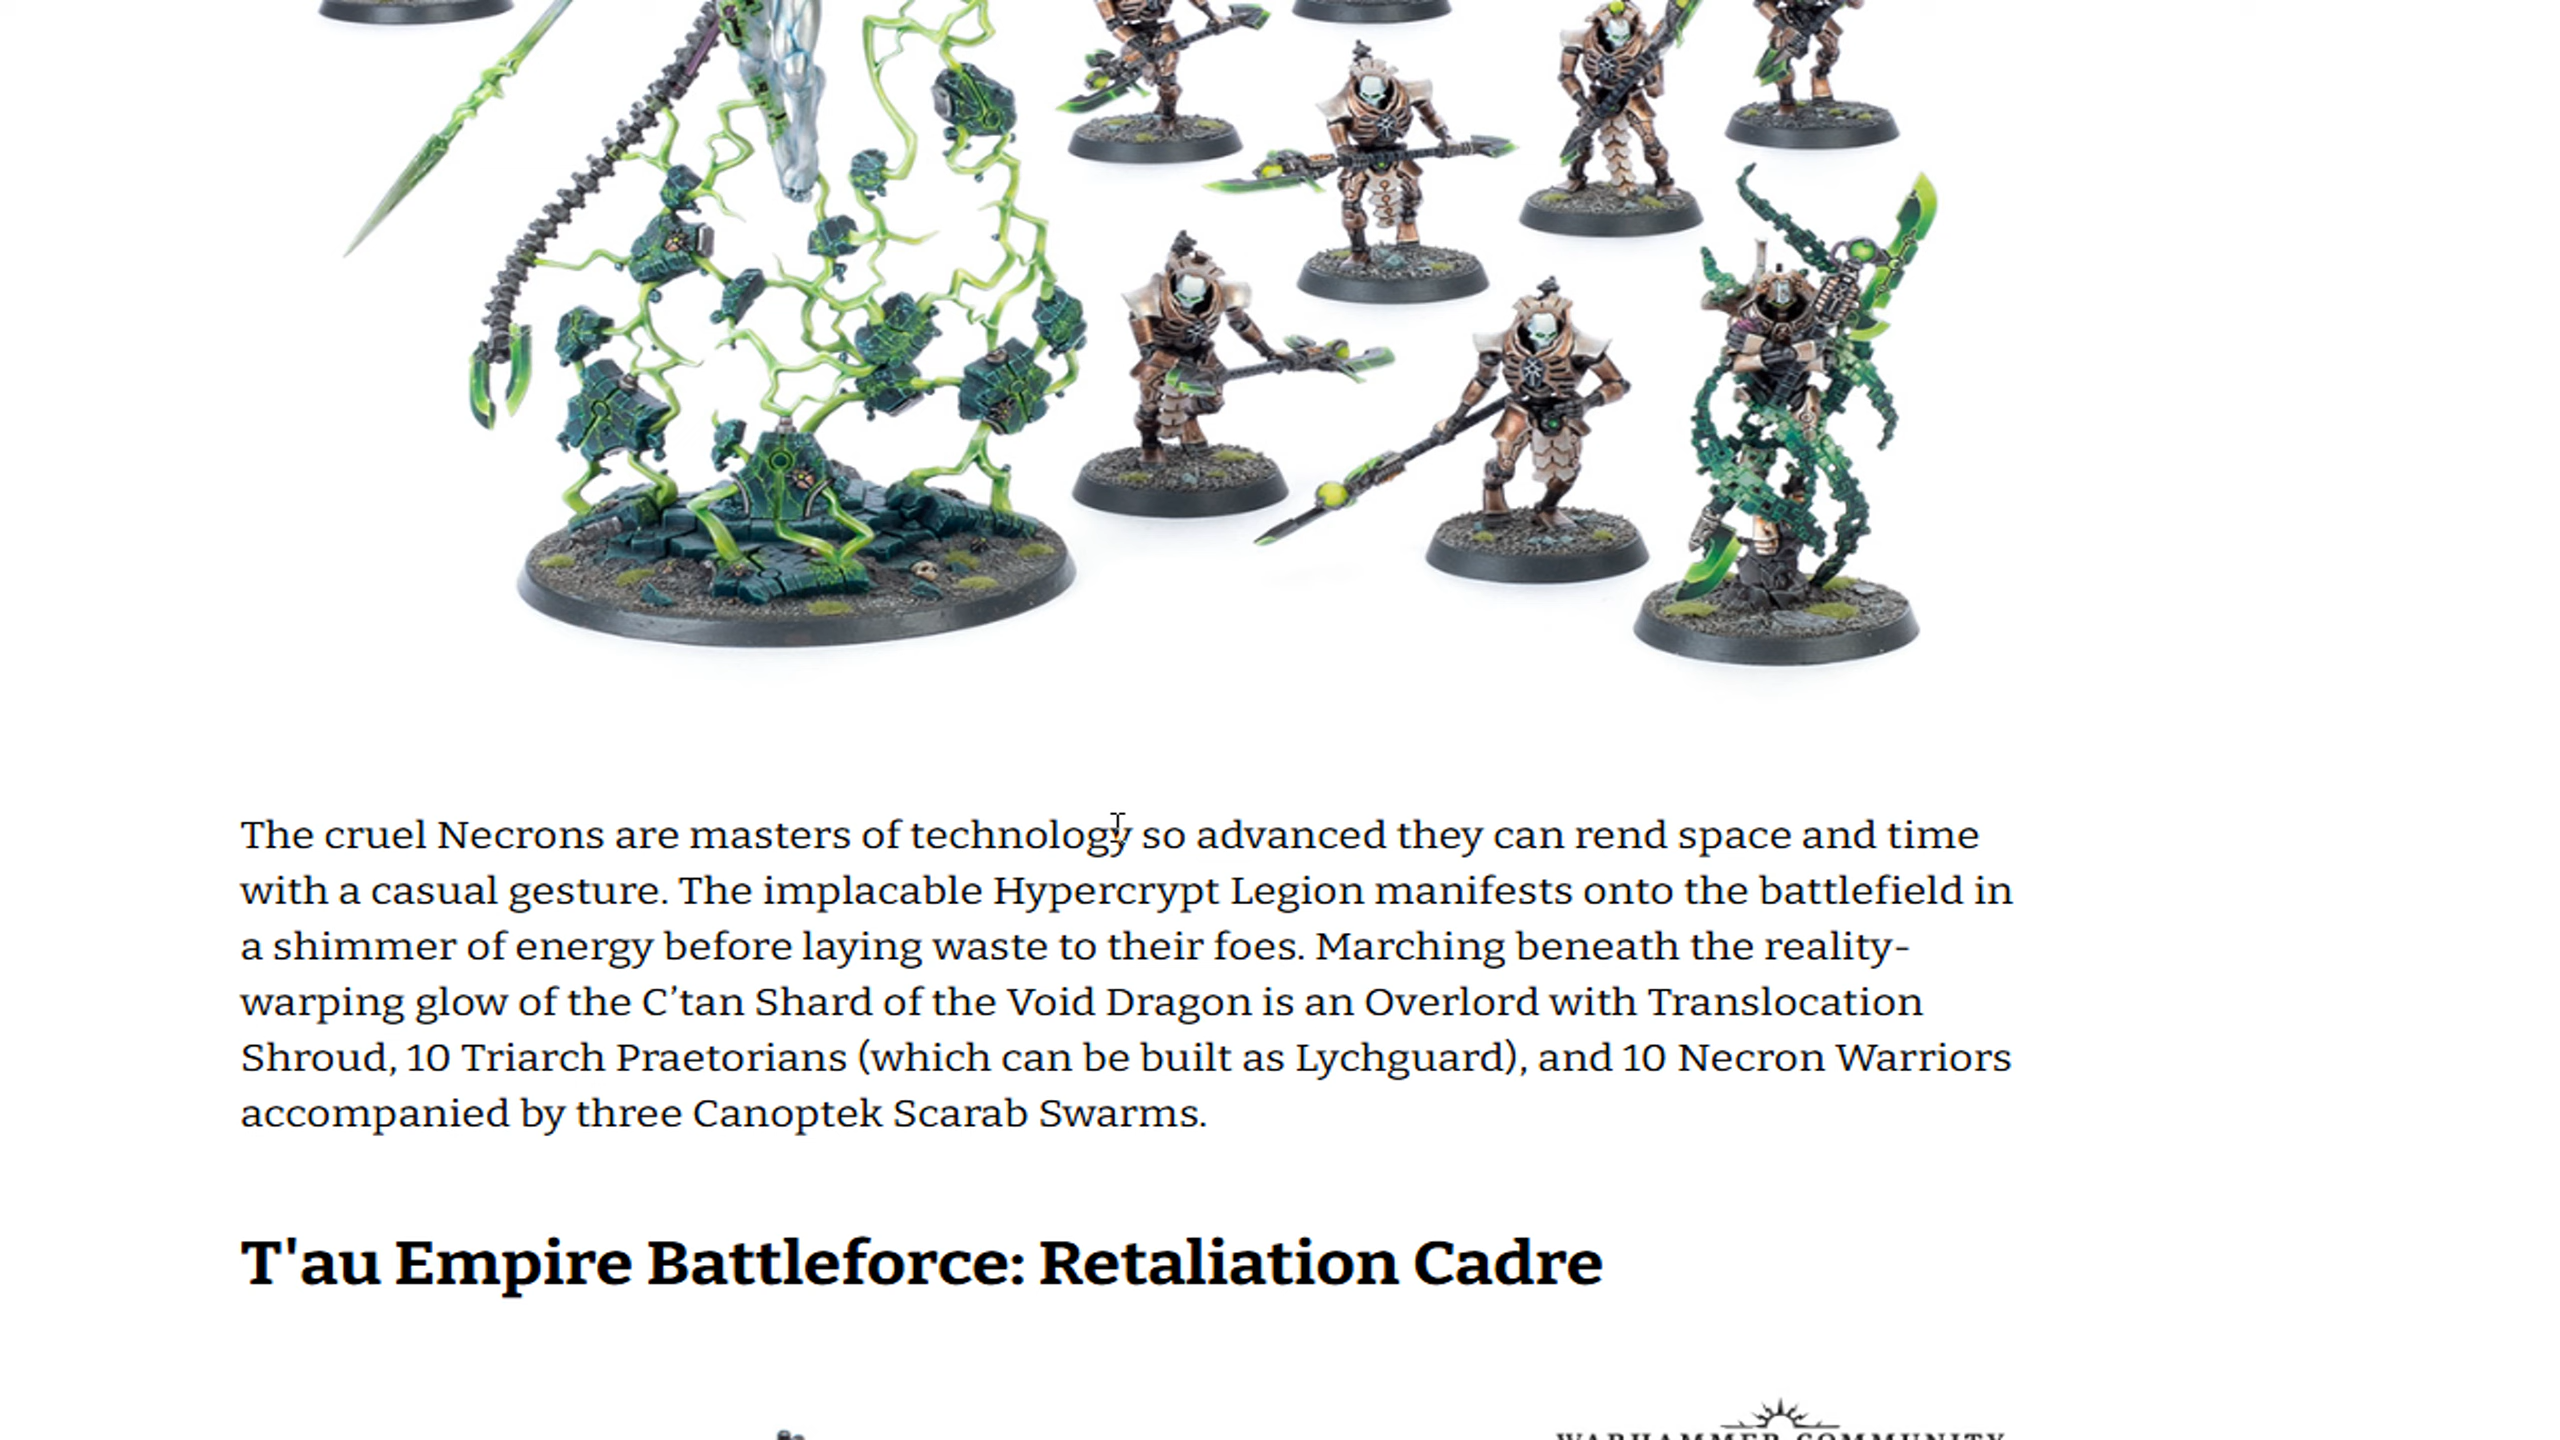 The cruel Necrons are masters of technology so advanced they can rend space and time
with a casual gesture. The implacable Hypercrypt Legion manifests onto the battlefield in
a shimmer of energy before laying waste to their foes. Marching beneath the reality-
warping glow of the C’tan Shard of the Void Dragon is an Overlord with Translocation
Shroud, 10 Triarch Praetorians (which can be built as Lychguard), and 10 Necron Warriors
accompanied by three Canoptek Scarab Swarms.
T'au Empire Battleforce: Retaliation Cadre
WARHAMMER COMMUNITY